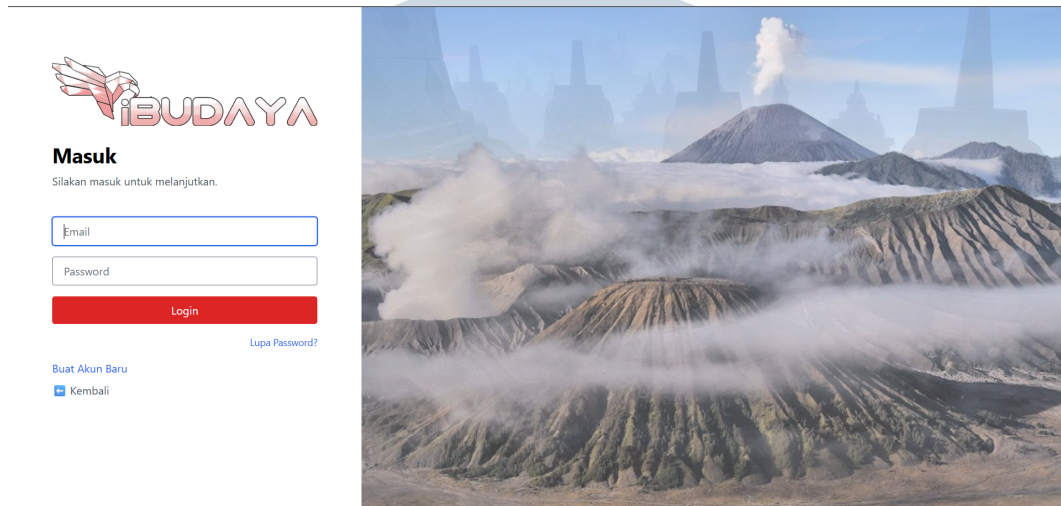 iBUDAYA
Masuk
Silakan masuk untuk melanjutkan.
Email
Password
Login
Lupa Password?
Buat Akun Baru
Kembali